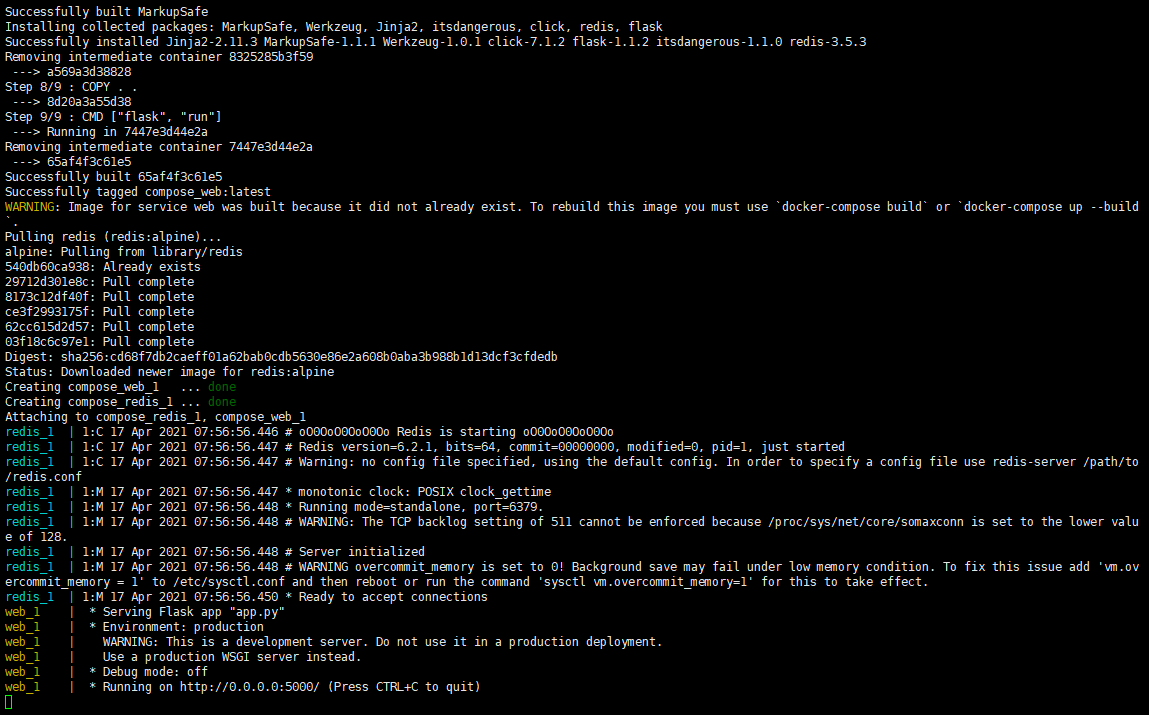 Successfully built MarkupSafe
Installing collected packages: MarkupSafe, Werkzeug, Jinja2, itsdangerous, click, redis, flask
Successfully installed Jinja2-2.11.3 MarkupSafe-1.1.1 Werkzeug-1.0.1 click-7.1.2 flask-1.1.2 itsdangerous-1.1.0 redis-3.5.3
Removing intermediate container 8325285b3f59
 ---> a569a3d38828
Step 8/9 : COPY . .
 ---> 8d20a3a55d38
Step 9/9 : CMD ["flask", "run"]
 ---> Running in 7447e3d44e2a
Removing intermediate container 7447e3d44e2a
 ---> 65af4f3c61e5
Successfully built 65af4f3c61e5
Successfully tagged compose_web:latest
WARNING: Image for service web was built because it did not already exist. To rebuild this image you must use `docker-compose build` or `docker-compose up --build
`.
Pulling redis (redis:alpine)...
alpine: Pulling from library/redis
540db60ca938: Already exists
29712d301e8c: Pull complete
8173c12df40f: Pull complete
ce3f2993175f: Pull complete
62cc615d2d57: Pull complete
03f18c6c97e1: Pull complete
Digest: sha256:cd68f7db2caeff01a62bab0cdb5630e86e2a608b0aba3b988b1d13dcf3cfdedb
Status: Downloaded newer image for redis:alpine
Creating compose_web_1   ... done
Creating compose_redis_1 ... done
Attaching to compose_redis_1, compose_web_1
redis_1  | 1:C 17 Apr 2021 07:56:56.446 # oO0OoO0OoO0Oo Redis is starting oO0OoO0OoO0Oo
redis_1  | 1:C 17 Apr 2021 07:56:56.447 # Redis version=6.2.1, bits=64, commit=00000000, modified=0, pid=1, just started
redis_1  | 1:C 17 Apr 2021 07:56:56.447 # Warning: no config file specified, using the default config. In order to specify a config file use redis-server /path/to
/redis.conf
redis_1  | 1:M 17 Apr 2021 07:56:56.447 * monotonic clock: POSIX clock_gettime
redis_1  | 1:M 17 Apr 2021 07:56:56.448 * Running mode=standalone, port=6379.
redis_1  | 1:M 17 Apr 2021 07:56:56.448 # WARNING: The TCP backlog setting of 511 cannot be enforced because /proc/sys/net/core/somaxconn is set to the lower valu
e of 128.
redis_1  | 1:M 17 Apr 2021 07:56:56.448 # Server initialized
redis_1  | 1:M 17 Apr 2021 07:56:56.448 # WARNING overcommit_memory is set to 0! Background save may fail under low memory condition. To fix this issue add 'vm.ov
ercommit_memory = 1' to /etc/sysctl.conf and then reboot or run the command 'sysctl vm.overcommit_memory=1' for this to take effect.
redis_1  | 1:M 17 Apr 2021 07:56:56.450 * Ready to accept connections
web_1    |  * Serving Flask app "app.py"
web_1    |  * Environment: production
web_1    |    WARNING: This is a development server. Do not use it in a production deployment.
web_1    |    Use a production WSGI server instead.
web_1    |  * Debug mode: off
web_1    |  * Running on http://0.0.0.0:5000/ (Press CTRL+C to quit)